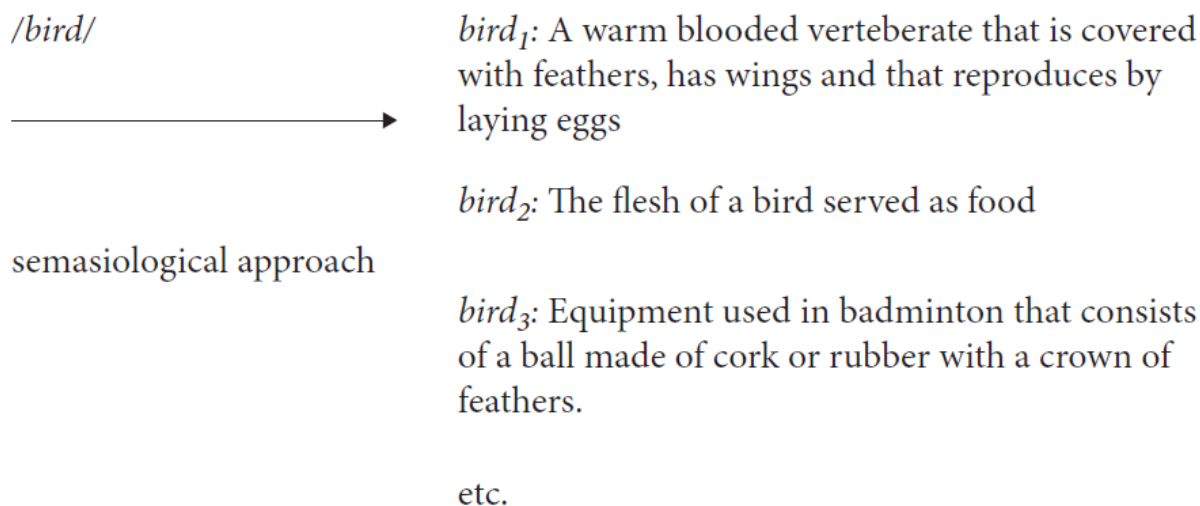 /bird/
bird₁: A warm blooded verteberate that is covered
with feathers, has wings and that reproduces by
laying eggs
bird₂: The flesh of a bird served as food
semasiological approach
bird₃: Equipment used in badminton that consists
of a ball made of cork or rubber with a crown of
feathers.
etc.